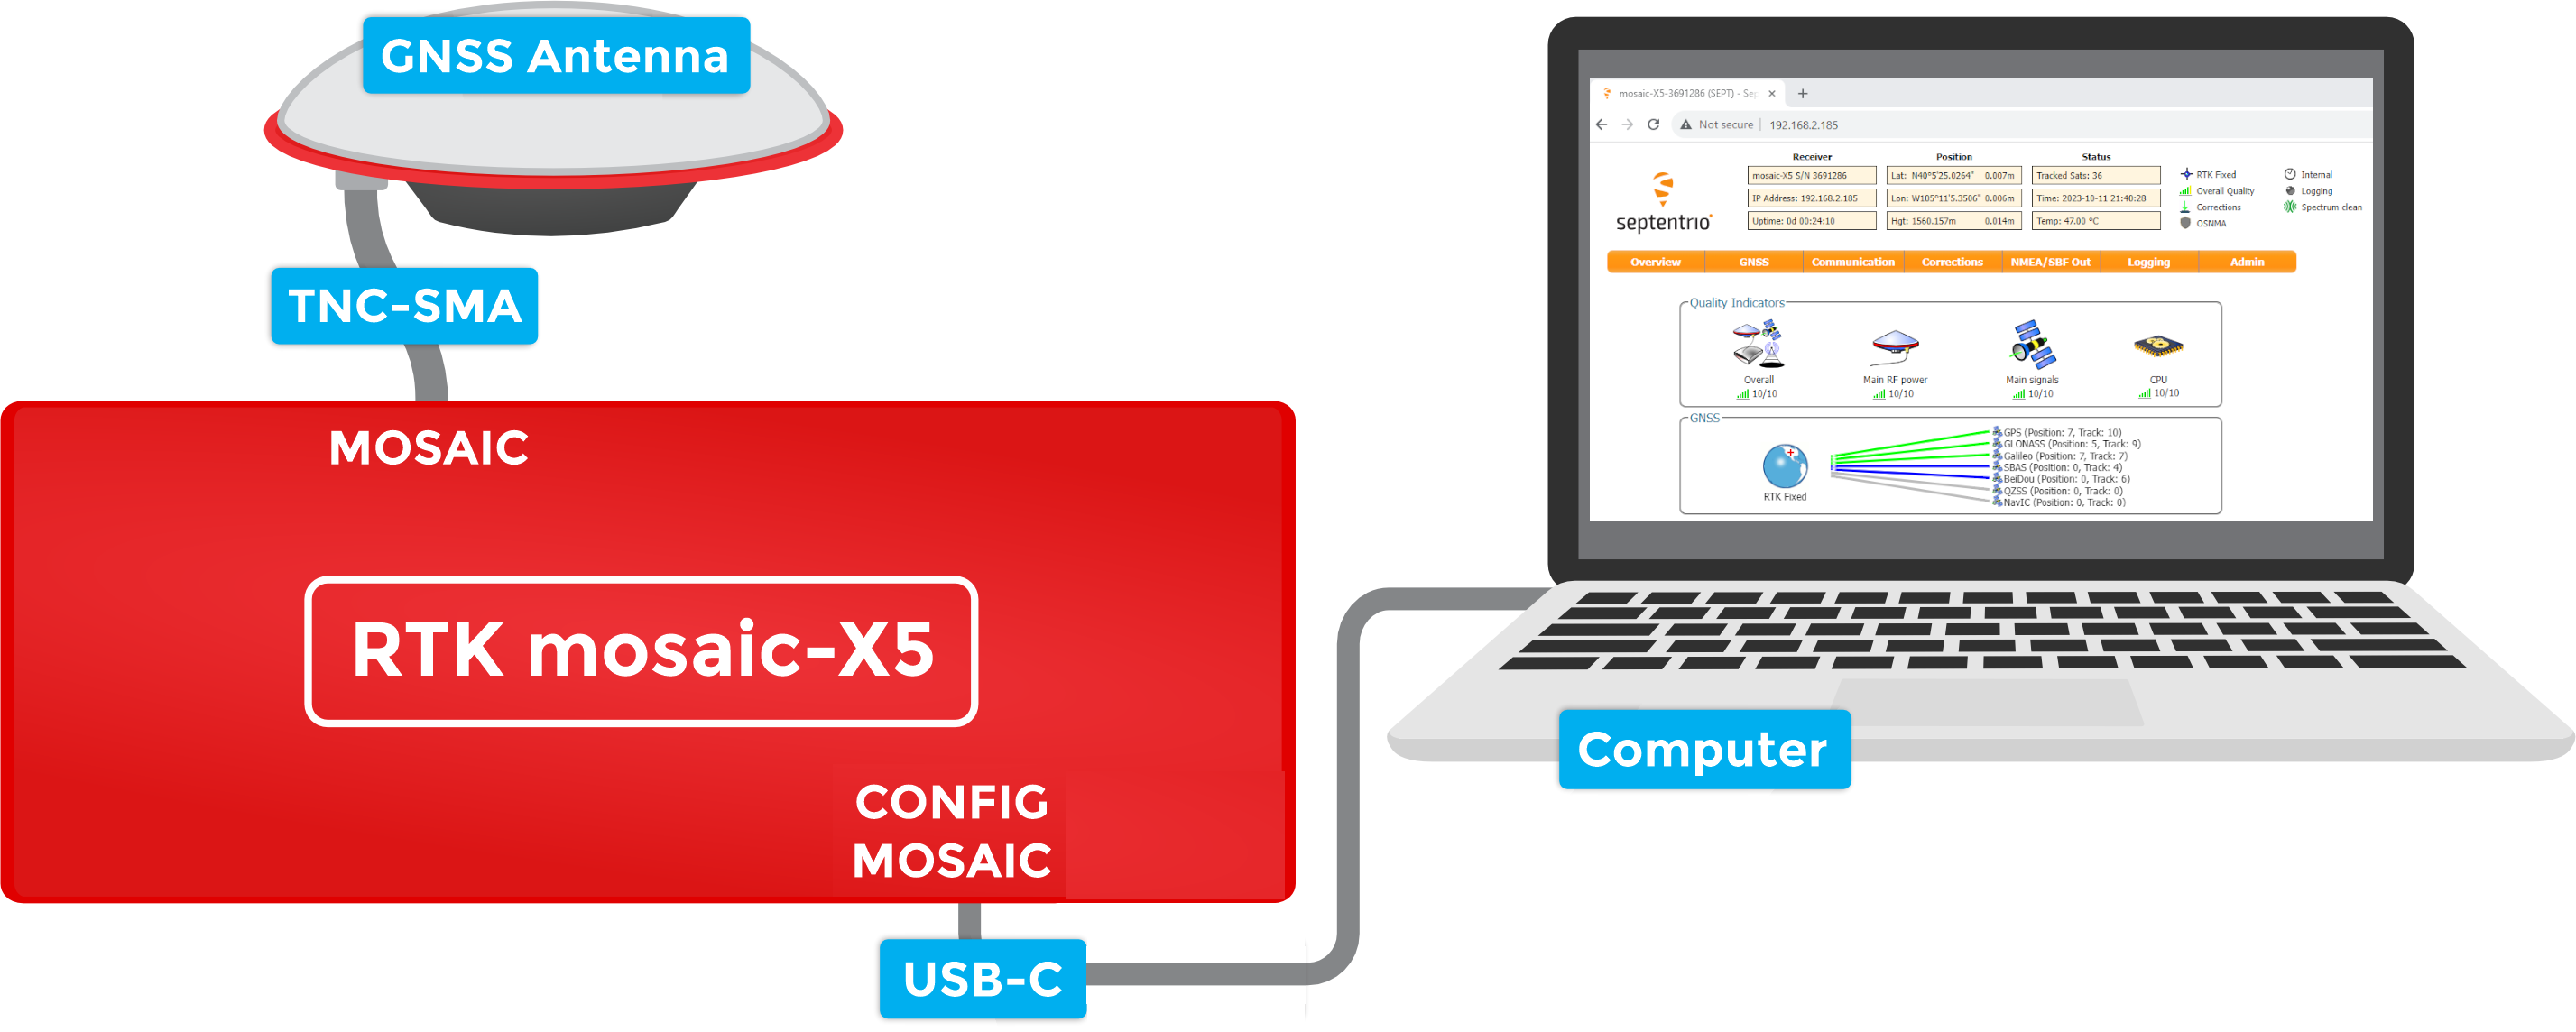 GNSS Antenna
TNC-SMA
MOSAIC
RTK mosaic-X5
CONFIG
MOSAIC
USB-C
Computer
mosaic-X5-3691286 (SEPT) - Sep
Not secure | 192.168.2.185
septentrio
Receiver
mosaic-X5 S/N 3691286
IP Address: 192.168.2.185
Uptime: 0d 00:24:10
Position
Lat: N40°5'25.0264" 0.007m
Lon: W105°11'5.3506" 0.006m
Hgt: 1560.157m 0.014m
Status
Tracked Sats: 36
Time: 2023-10-11 21:40:28
Temp: 47.00 °C
RTK Fixed
Overall Quality
Corrections
OSNMA
Internal
Logging
Spectrum clean
Overview GNSS Communication Corrections NMEA/SBF Out Logging Admin
Quality Indicators
Overall Main RF power Main signals CPU
10/10 10/10 10/10 10/10
GNSS
RTK Fixed
GPS (Position: 7, Track: 10)
GLONASS (Position: 5, Track: 9)
Galileo (Position: 7, Track: 7)
SBAS (Position: 0, Track: 4)
BeiDou (Position: 0, Track: 6)
QZSS (Position: 0, Track: 0)
NavIC (Position: 0, Track: 0)